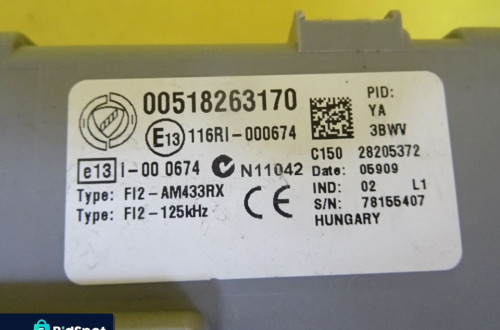 00518263170
E13 116RI-000674
e13 I-00 0674 N11042
Type: FI2-AM433RX
Type: FI2-125kHz
CE
PID:
YA
3BWV
C150 28205372
Date: 05909
IND: 02 L1
S/N: 78155407
HUNGARY
BidSpot